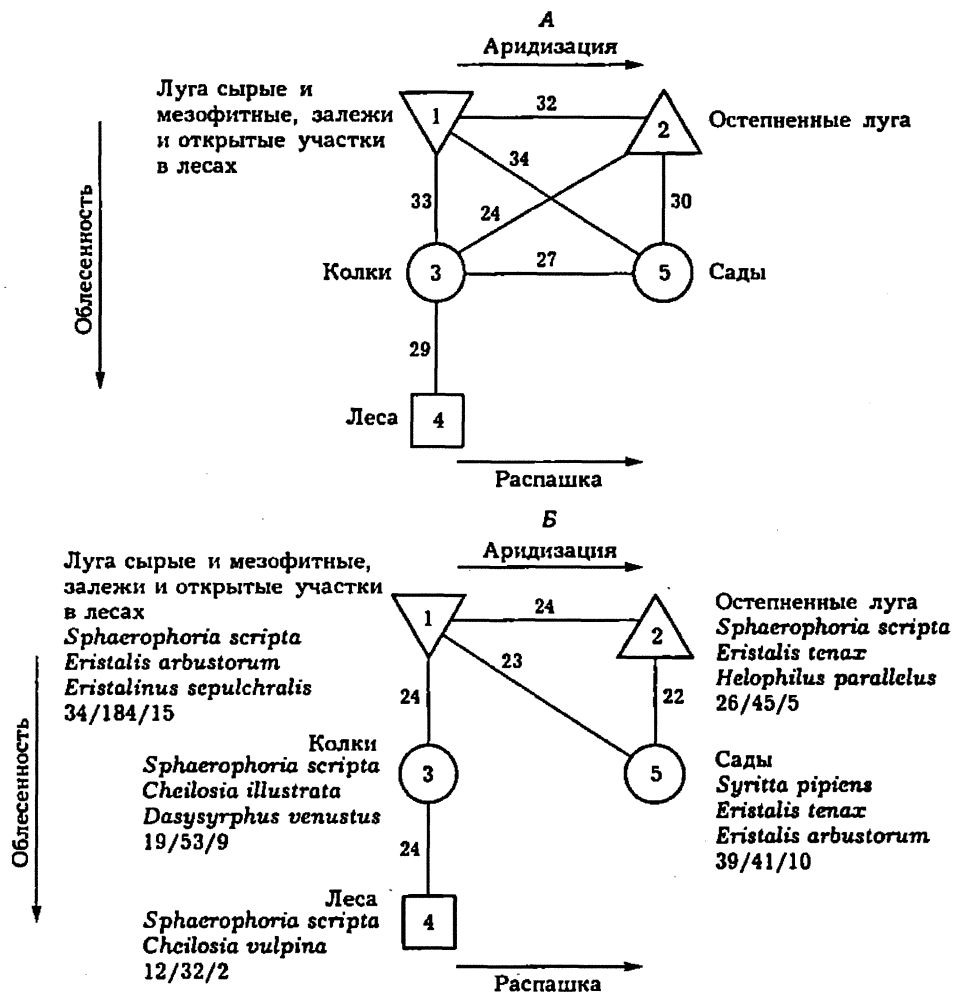 А
Аридизация
Луга сырые и
мезофитные, залежи
и открытые участки
в лесах
1
32
2
Остепненные луга
34
33
24
30
Облесенность
Колки
3
27
5
Сады
29
Леса
4
Распашка
Б
Аридизация
Луга сырые и мезофитные,
залежи и открытые участки
в лесах
Sphaerophoria scripta
Eristalis arbustorum
Eristalinus sepulchralis
34/184/15
1
24
2
Остепненные луга
Sphaerophoria scripta
Eristalis tenax
Helophilus parallelus
26/45/5
23
24
22
Облесенность
Колки
Sphaerophoria scripta
Cheilosia illustrata
Dasysyrphus venustus
19/53/9
3
5
Сады
Syritta pipiens
Eristalis tenax
Eristalis arbustorum
39/41/10
24
Леса
Sphaerophoria scripta
Cheilosia vulpina
12/32/2
4
Распашка